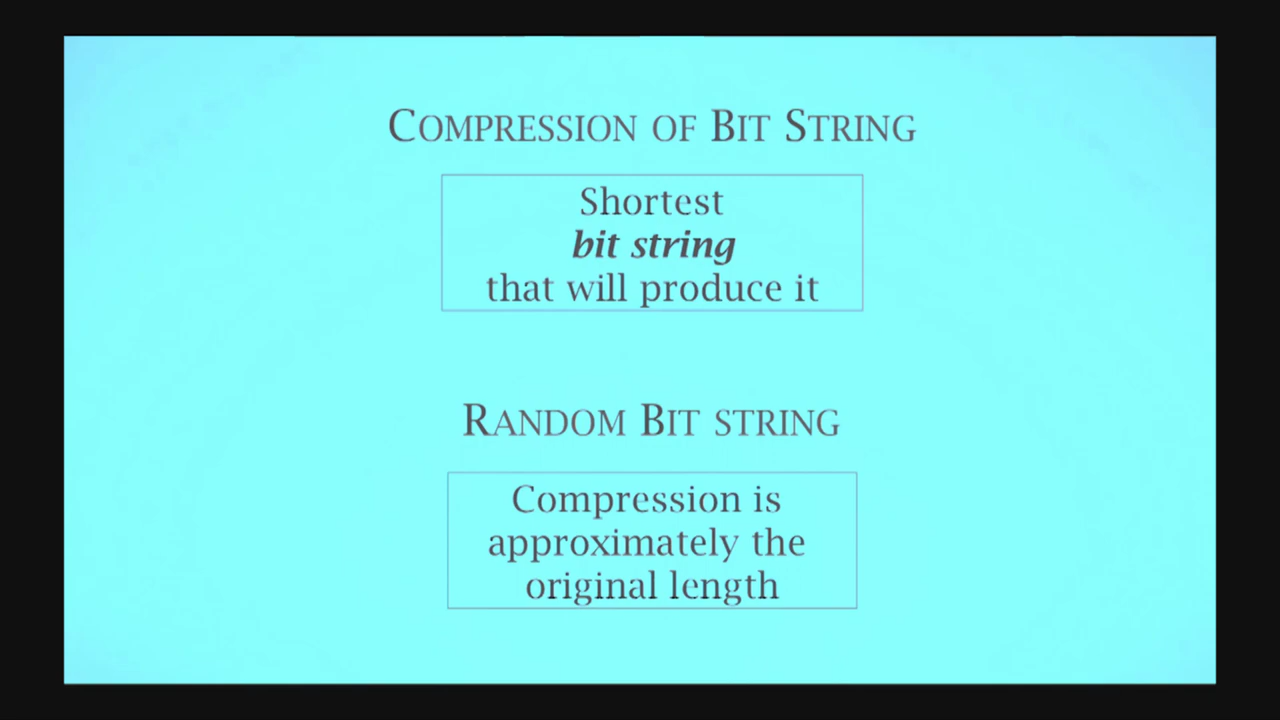 Compression of Bit String
Shortest
bit string
that will produce it
Random Bit string
Compression is
approximately the
original length